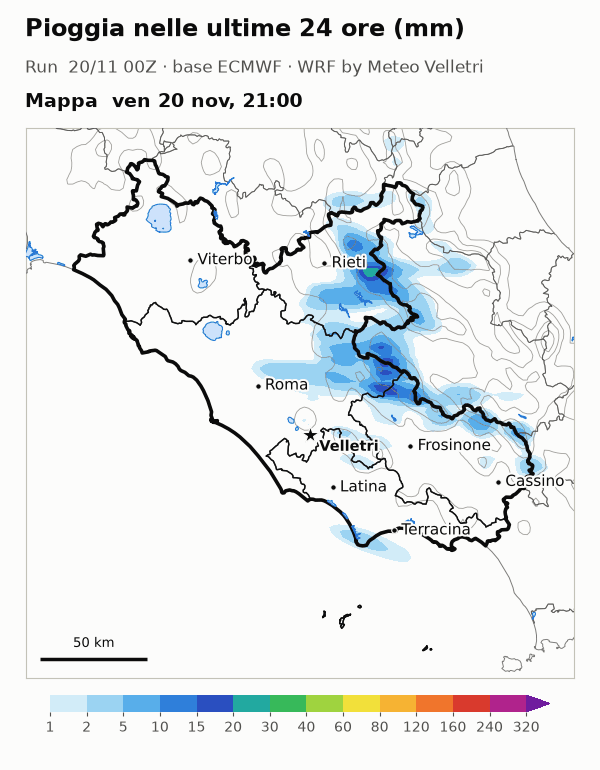 Pioggia nelle ultime 24 ore (mm)
Run  20/11 00Z · base ECMWF · WRF by Meteo Velletri
Mappa  ven 20 nov, 21:00
Viterbo
Rieti
Roma
Velletri
Frosinone
Latina
Cassino
Terracina
50 km
1 2 5 10 15 20 30 40 60 80 120 160 240 320